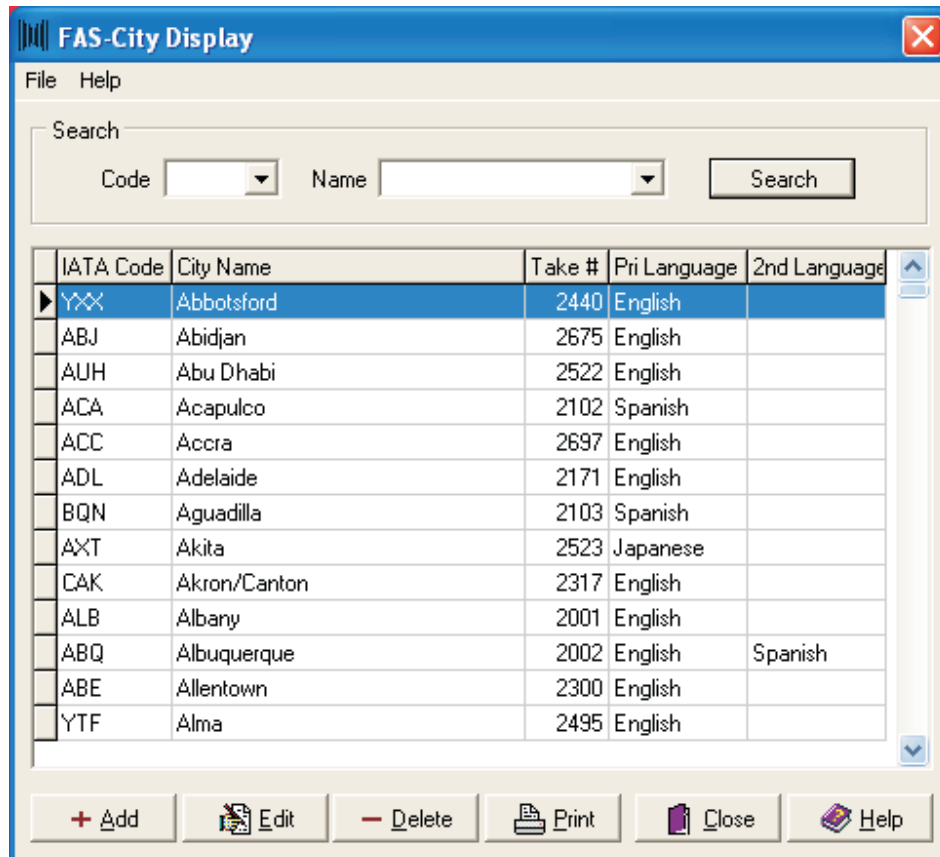 FAS-City Display
File Help
Search
Code Name Search
IATA Code City Name Take # Pri Language 2nd Language
YXX Abbotsford 2440 English
ABJ Abidjan 2675 English
AUH Abu Dhabi 2522 English
ACA Acapulco 2102 Spanish
ACC Accra 2697 English
ADL Adelaide 2171 English
BQN Aguadilla 2103 Spanish
AXT Akita 2523 Japanese
CAK Akron/Canton 2317 English
ALB Albany 2001 English
ABQ Albuquerque 2002 English Spanish
ABE Allentown 2300 English
YTF Alma 2495 English
Add Edit Delete Print Close Help